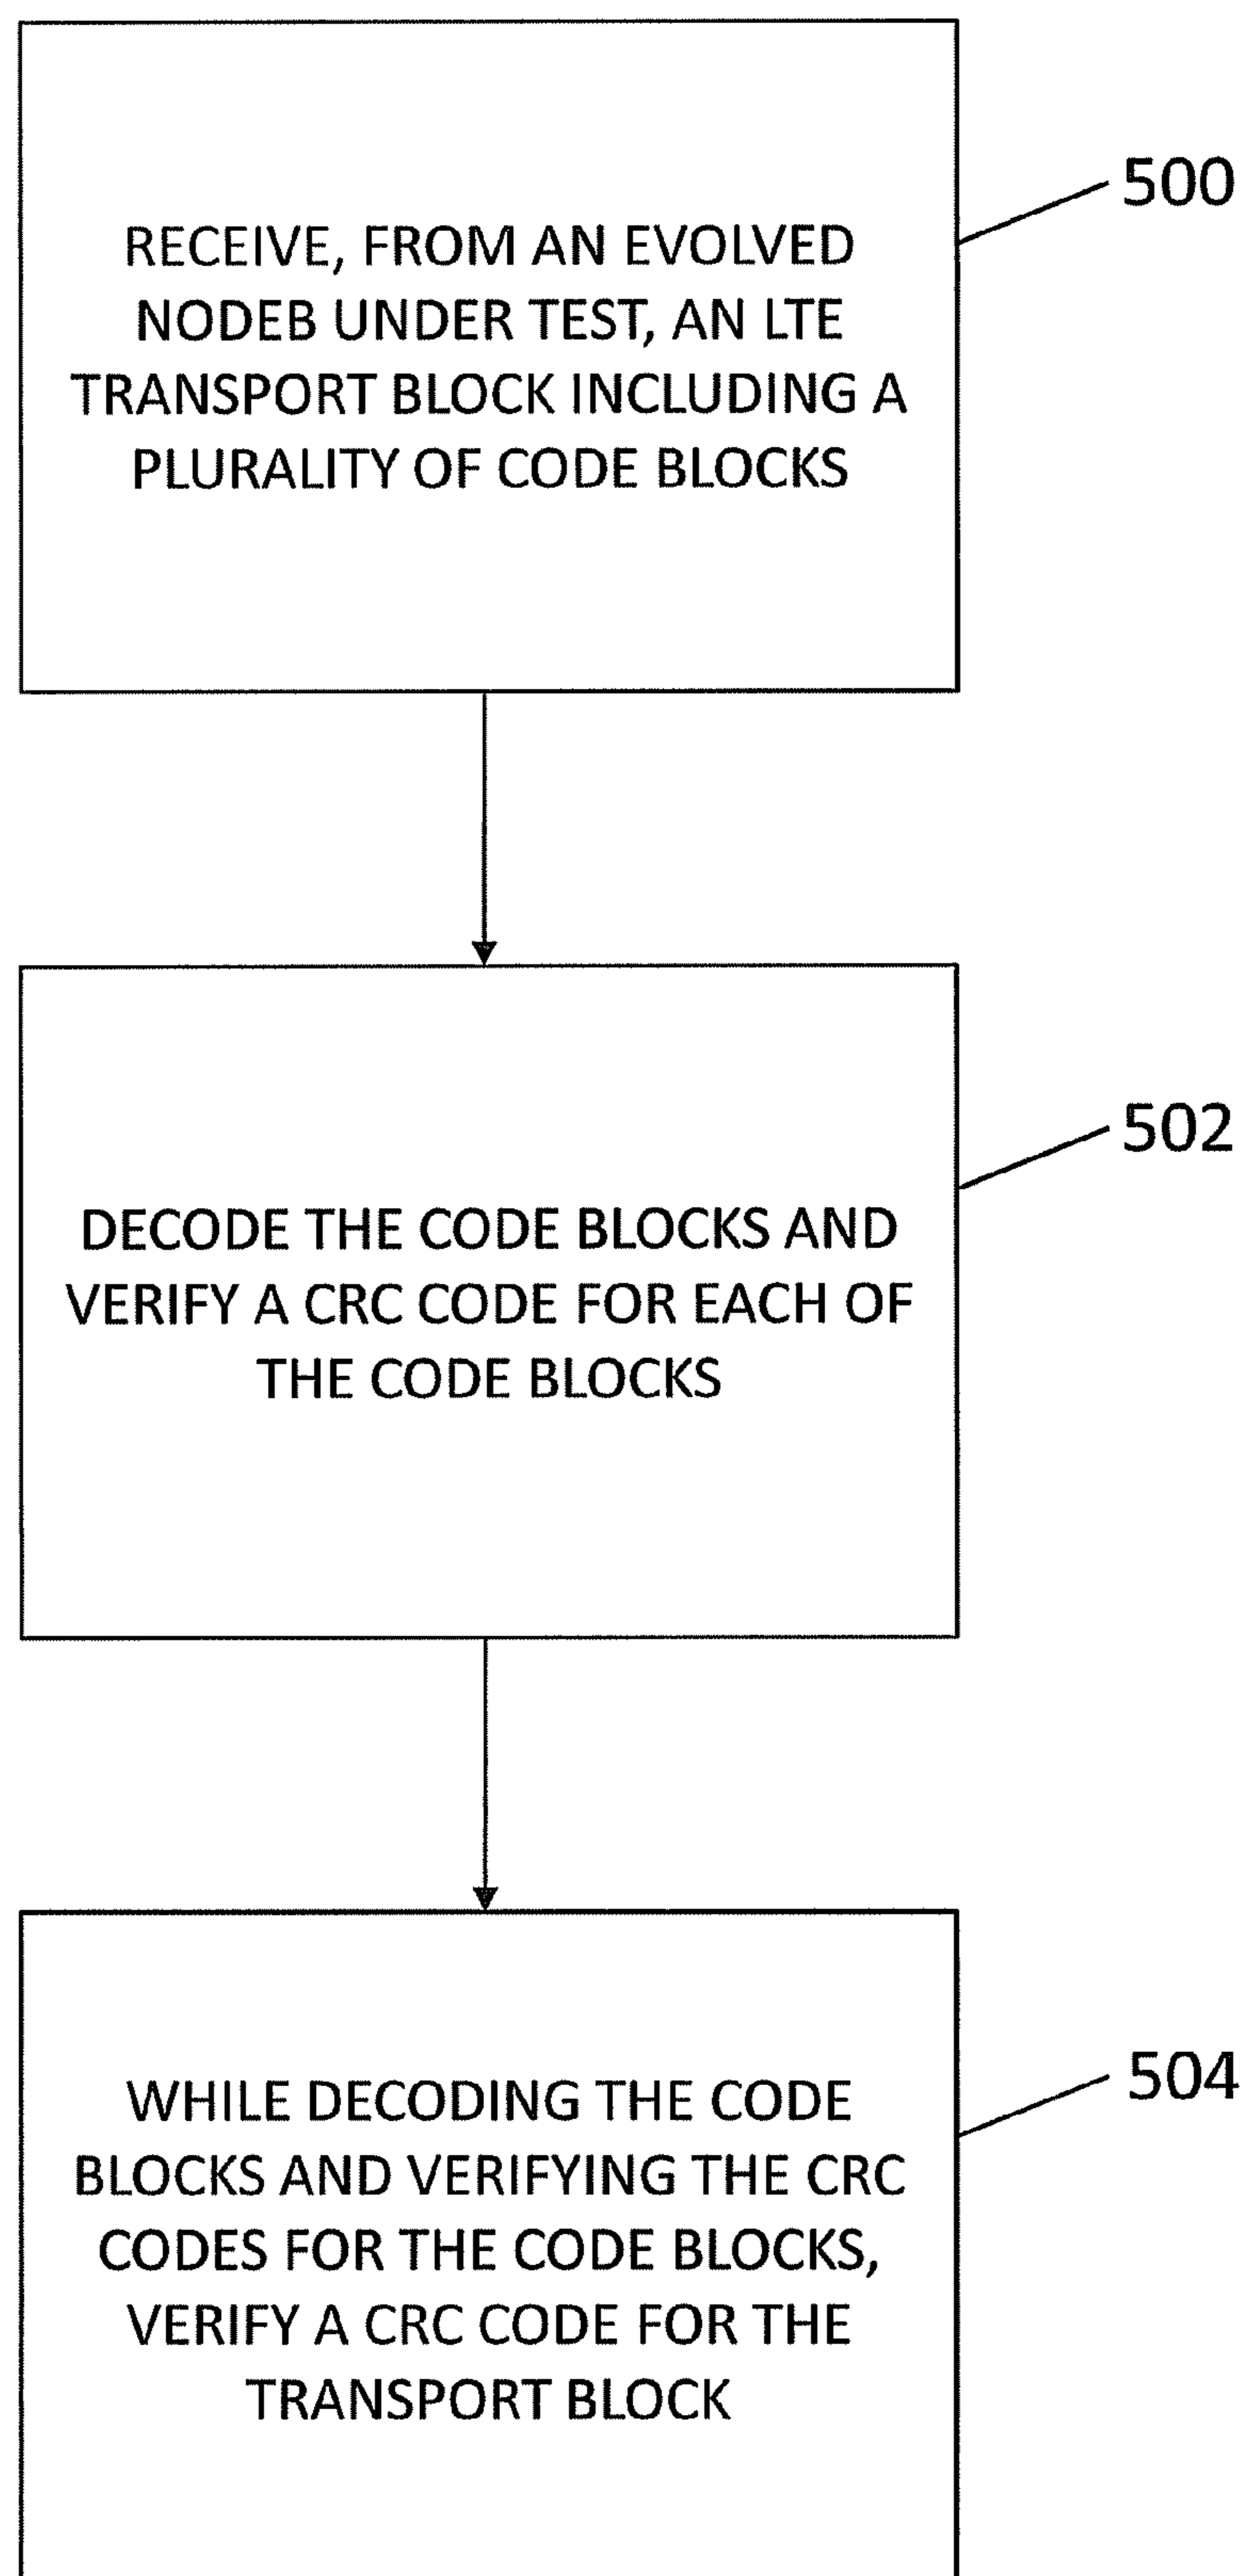 RECEIVE, FROM AN EVOLVED
NODEB UNDER TEST, AN LTE
TRANSPORT BLOCK INCLUDING A
PLURALITY OF CODE BLOCKS
500
DECODE THE CODE BLOCKS AND
VERIFY A CRC CODE FOR EACH OF
THE CODE BLOCKS
502
WHILE DECODING THE CODE
BLOCKS AND VERIFYING THE CRC
CODES FOR THE CODE BLOCKS,
VERIFY A CRC CODE FOR THE
TRANSPORT BLOCK
504